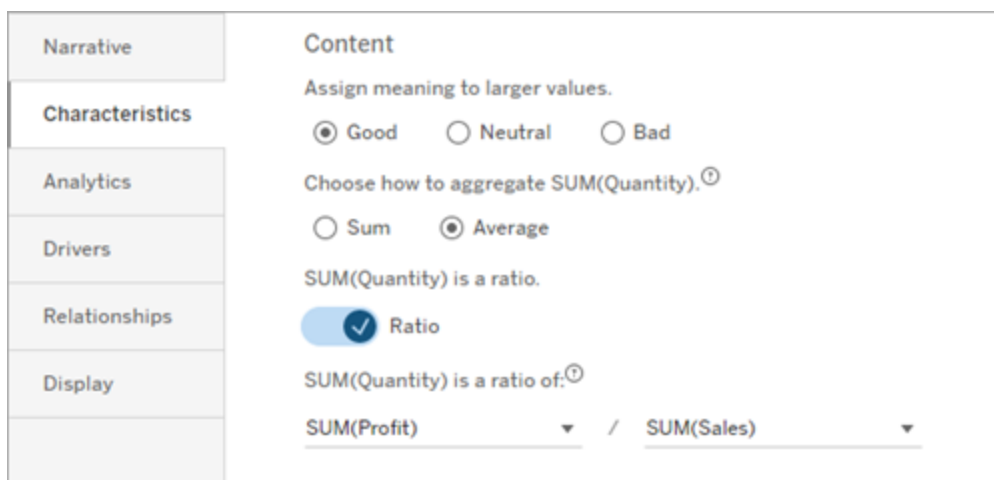 Narrative
Characteristics
Analytics
Drivers
Relationships
Display
Content
Assign meaning to larger values.
Good Neutral Bad
Choose how to aggregate SUM(Quantity).
Sum Average
SUM(Quantity) is a ratio.
Ratio
SUM(Quantity) is a ratio of:
SUM(Profit) / SUM(Sales)